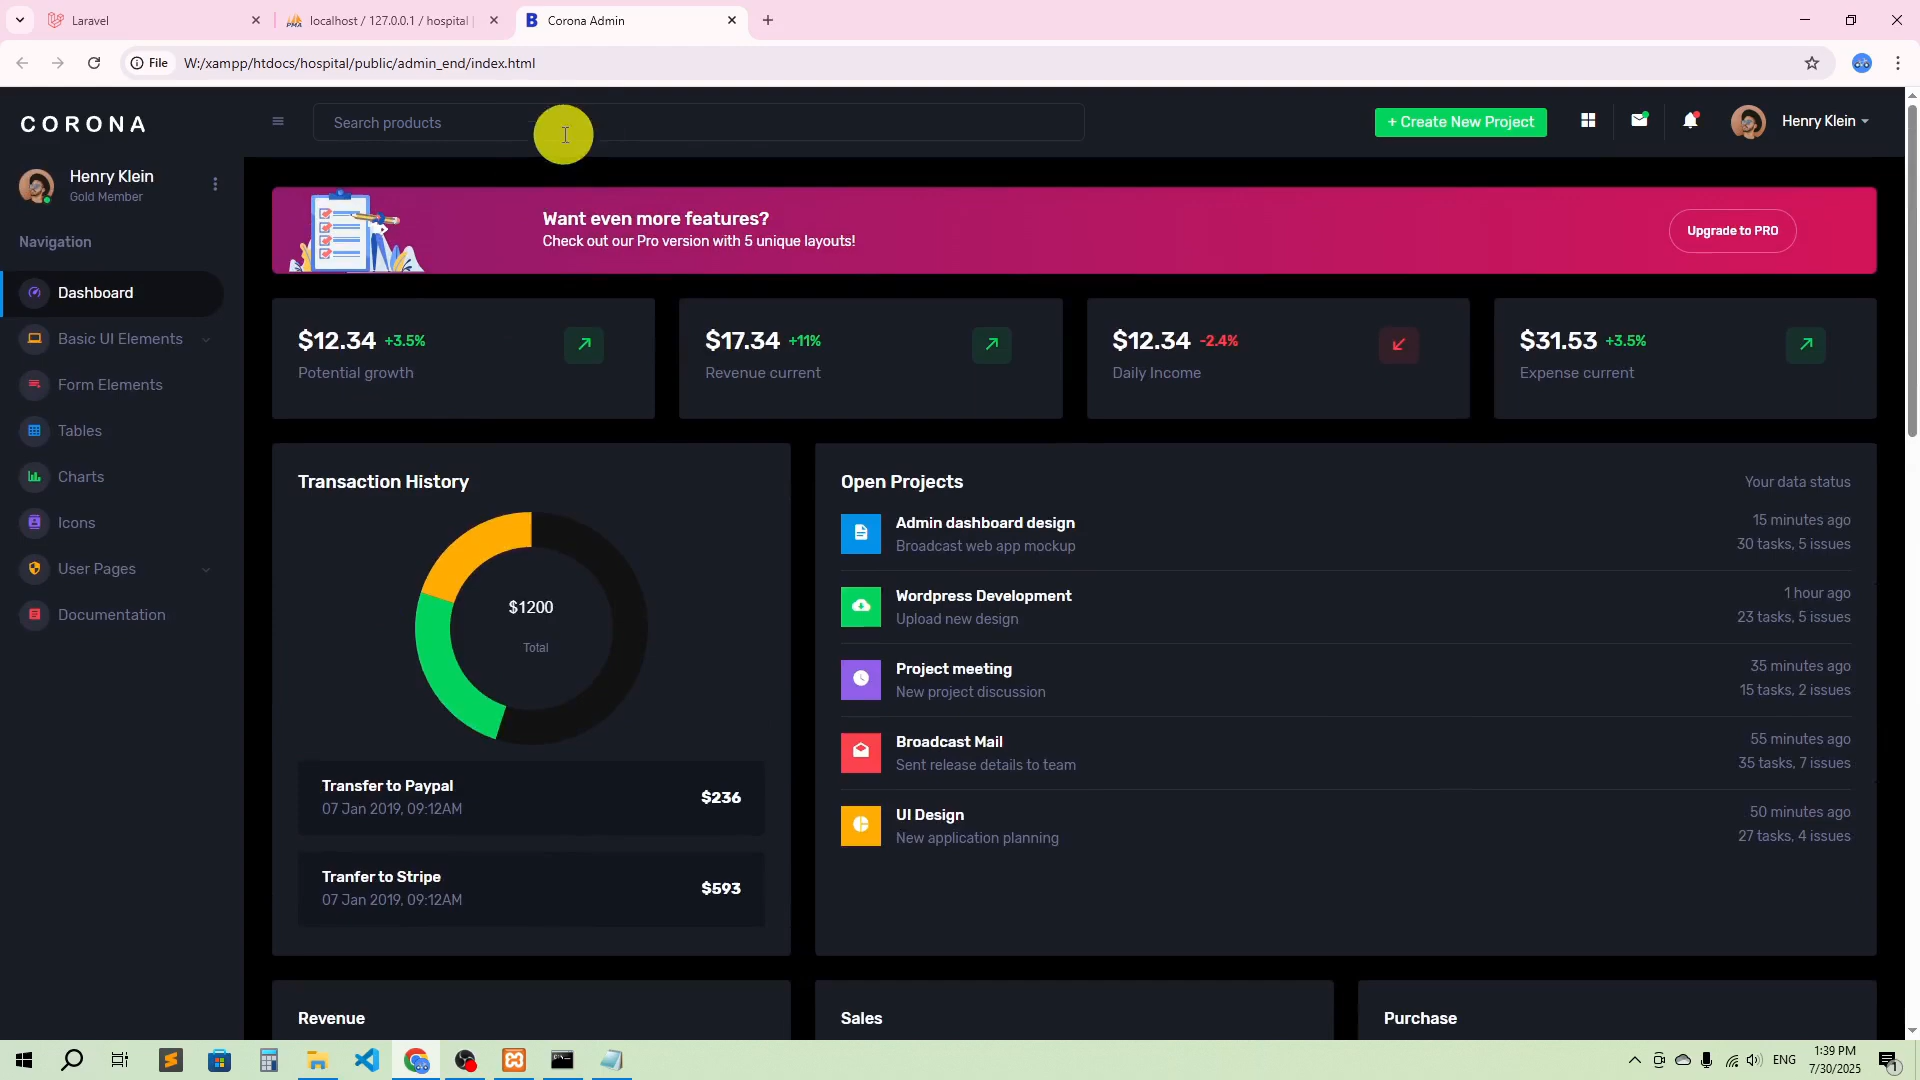 Laravel
localhost / 127.0.0.1 / hospital
Corona Admin
File
W:/xampp/htdocs/hospital/public/admin_end/index.html
CORONA
Search products
+ Create New Project
Henry Klein
Henry Klein
Gold Member
Navigation
Dashboard
Basic UI Elements
Form Elements
Tables
Charts
Icons
User Pages
Documentation
Want even more features?
Check out our Pro version with 5 unique layouts!
Upgrade to PRO
$12.34 +3.5%
Potential growth
$17.34 +11%
Revenue current
$12.34 -2.4%
Daily Income
$31.53 +3.5%
Expense current
Transaction History
$1200
Total
Transfer to Paypal
07 Jan 2019, 09:12AM
$236
Tranfer to Stripe
07 Jan 2019, 09:12AM
$593
Open Projects
Your data status
Admin dashboard design
Broadcast web app mockup
15 minutes ago
30 tasks, 5 issues
Wordpress Development
Upload new design
1 hour ago
23 tasks, 5 issues
Project meeting
New project discussion
35 minutes ago
15 tasks, 2 issues
Broadcast Mail
Sent release details to team
55 minutes ago
35 tasks, 7 issues
UI Design
New application planning
50 minutes ago
27 tasks, 4 issues
Revenue
Sales
Purchase
ENG
1:39 PM
7/30/2025
1